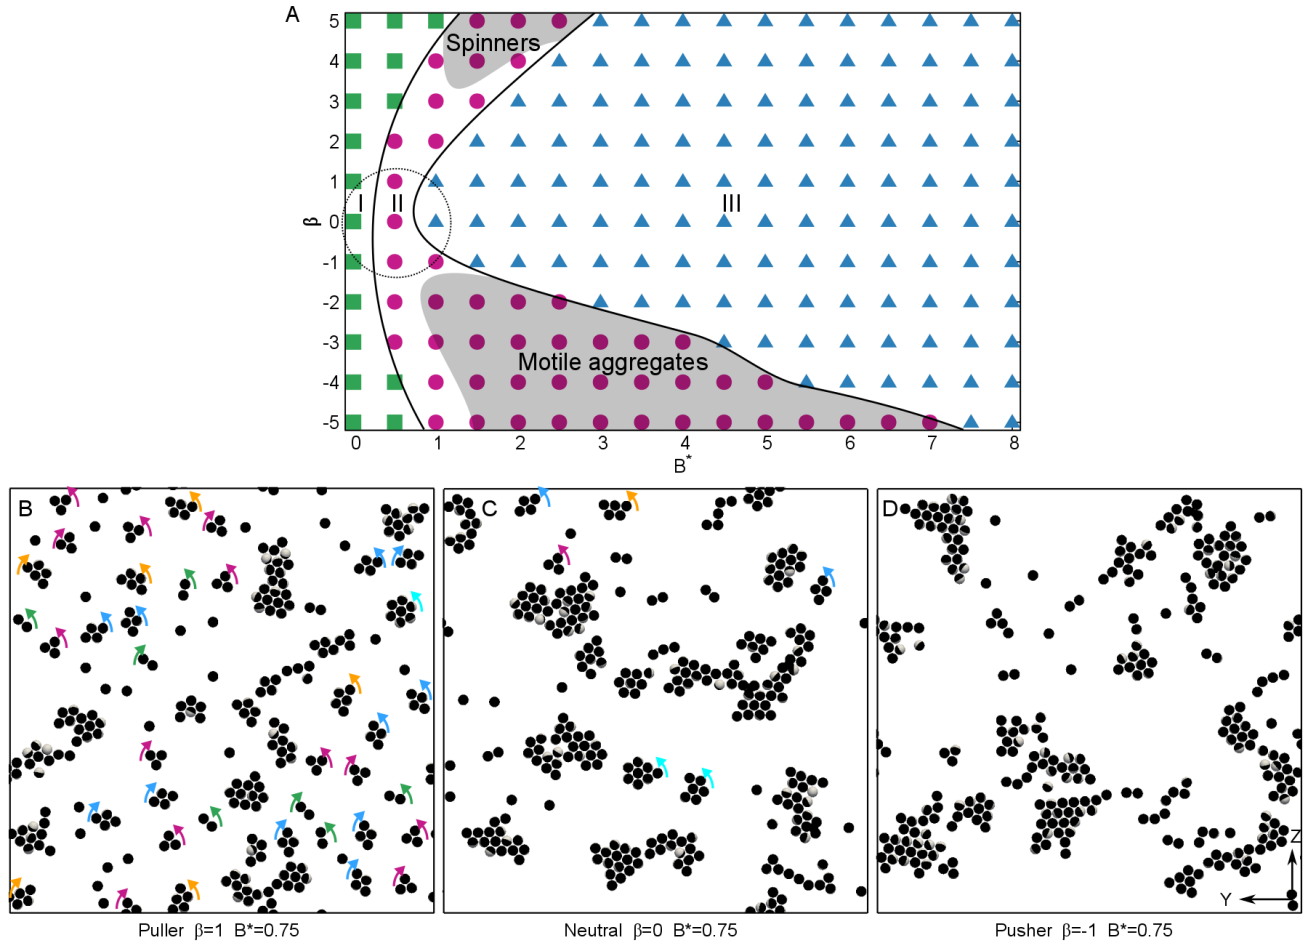 A
5
4
3
2
1
0
-1
-2
-3
-4
-5
β
Spinners
I
II
III
Motile aggregates
0
1
2
3
4
5
6
7
8
B*
B
C
D
Z
Y
Puller β=1 B*=0.75
Neutral β=0 B*=0.75
Pusher β=-1 B*=0.75